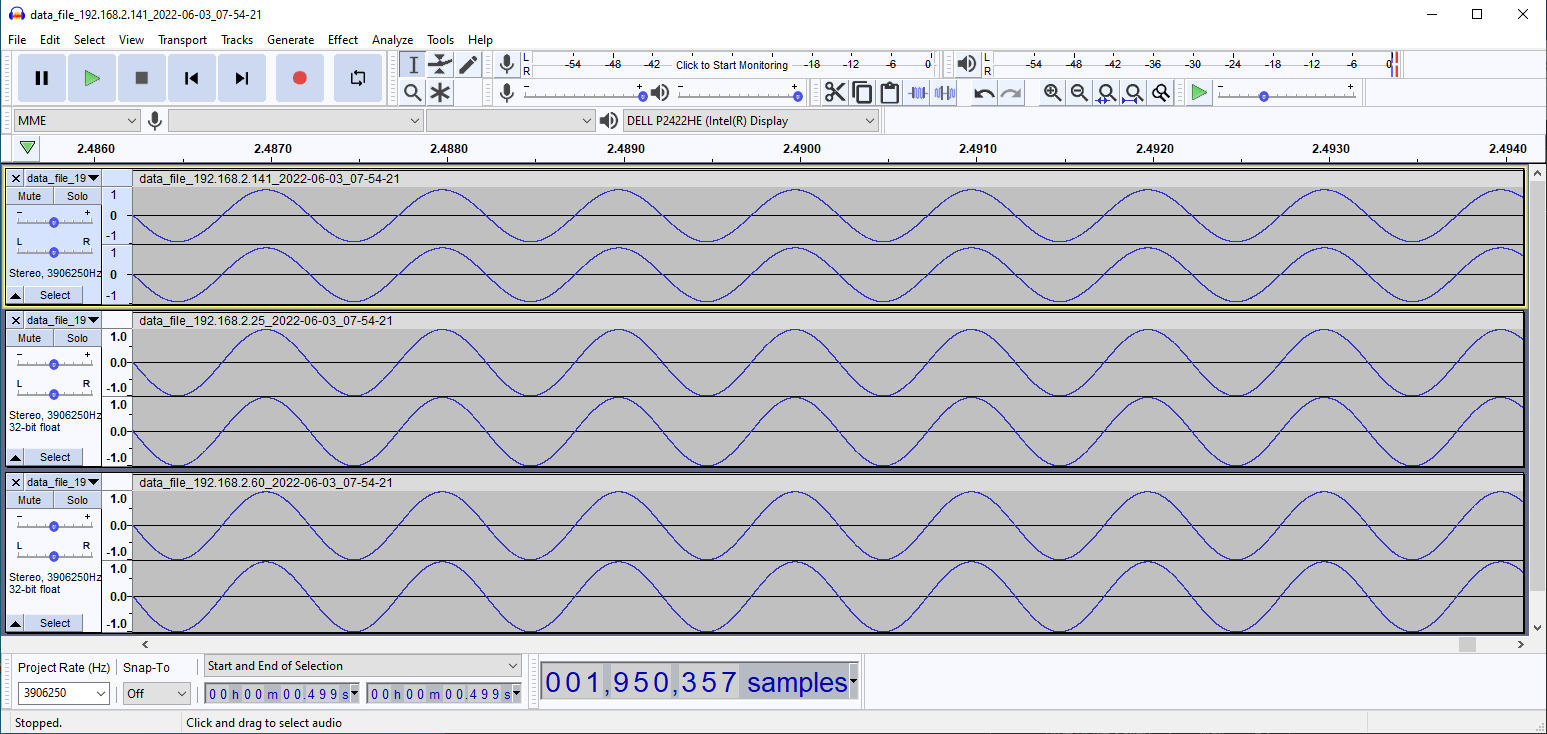 data_file_192.168.2.141_2022-06-03_07-54-21
File Edit Select View Transport Tracks Generate Effect Analyze Tools Help
L -54 -48 -42 Click to Start Monitoring -18 -12 -6 0 L -54 -48 -42 -36 -30 -24 -18 -12 -6 0
R R
- + - + - +
MME DELL P2422HE (Intel(R) Display
2.4860 2.4870 2.4880 2.4890 2.4900 2.4910 2.4920 2.4930 2.4940
data_file_19 data_file_192.168.2.141_2022-06-03_07-54-21
Mute Solo 1
- + 0
L R -1
1
0
Stereo, 3906250Hz
Select -1
data_file_19 data_file_192.168.2.25_2022-06-03_07-54-21
Mute Solo 1.0
- + 0.0
L R -1.0
1.0
Stereo, 3906250Hz
32-bit float 0.0
Select -1.0
data_file_19 data_file_192.168.2.60_2022-06-03_07-54-21
Mute Solo 1.0
- + 0.0
L R -1.0
1.0
Stereo, 3906250Hz
32-bit float 0.0
Select -1.0
Project Rate (Hz) Snap-To Start and End of Selection
3906250 Off 00h00m00.499s 00h00m00.499s 001,950,357 samples
Stopped. Click and drag to select audio